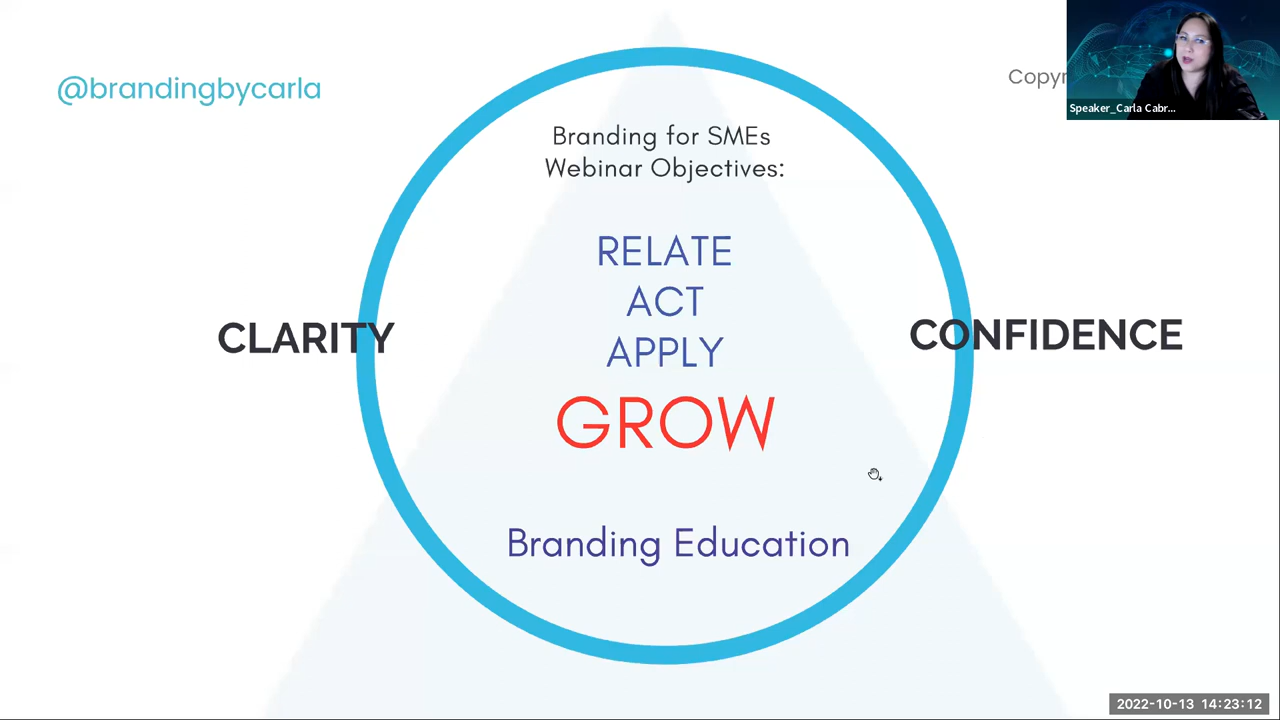 @brandingbycarla
Speaker_Carla Cabr...
Branding for SMEs
Webinar Objectives:
RELATE
ACT
APPLY
GROW
CLARITY
CONFIDENCE
Branding Education
2022-10-13 14:23:12